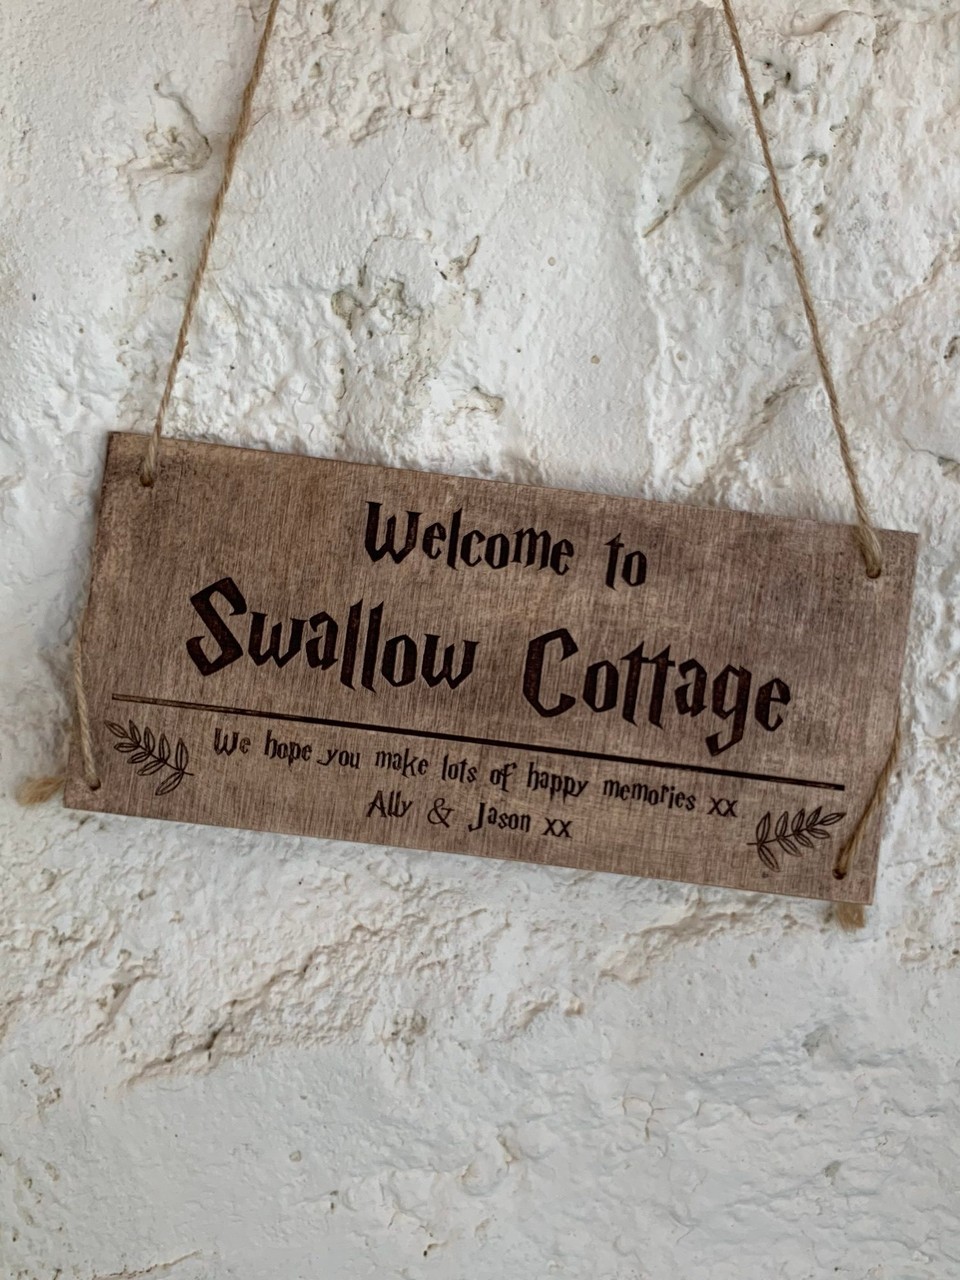 Welcome to
Swallow Cottage
We hope you make lots of happy memories xx
Ally & Jason xx